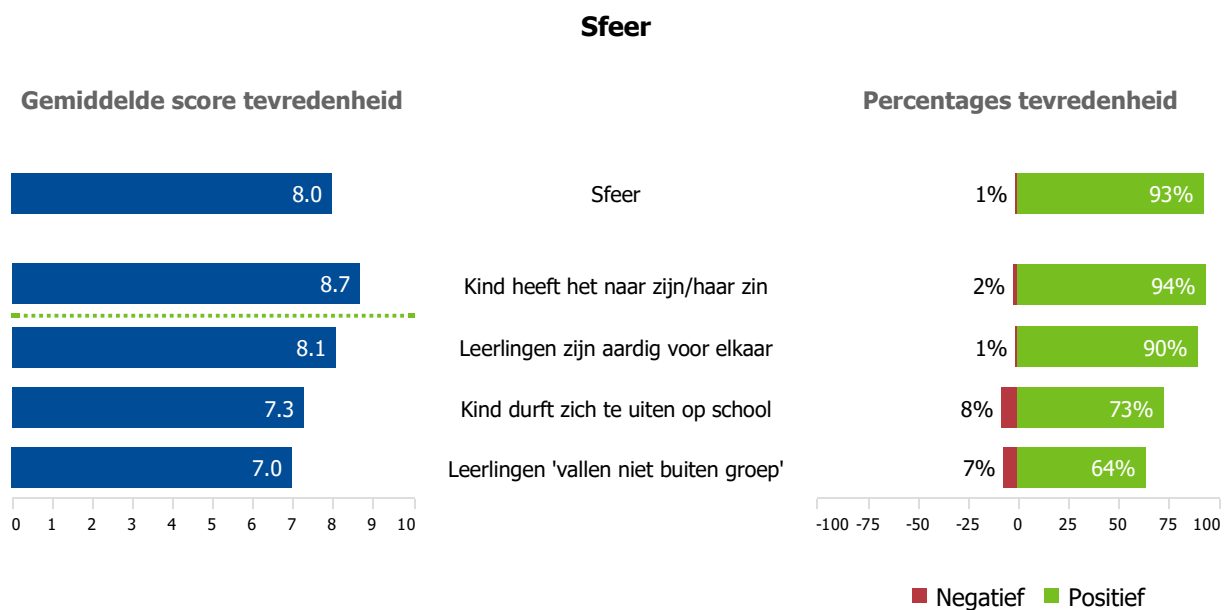 Sfeer
Gemiddelde score tevredenheid
Percentages tevredenheid
8.0 Sfeer 1% 93%
8.7 Kind heeft het naar zijn/haar zin 2% 94%
8.1 Leerlingen zijn aardig voor elkaar 1% 90%
7.3 Kind durft zich te uiten op school 8% 73%
7.0 Leerlingen 'vallen niet buiten groep' 7% 64%
0 1 2 3 4 5 6 7 8 9 10
-100 -75 -50 -25 0 25 50 75 100
Negatief Positief